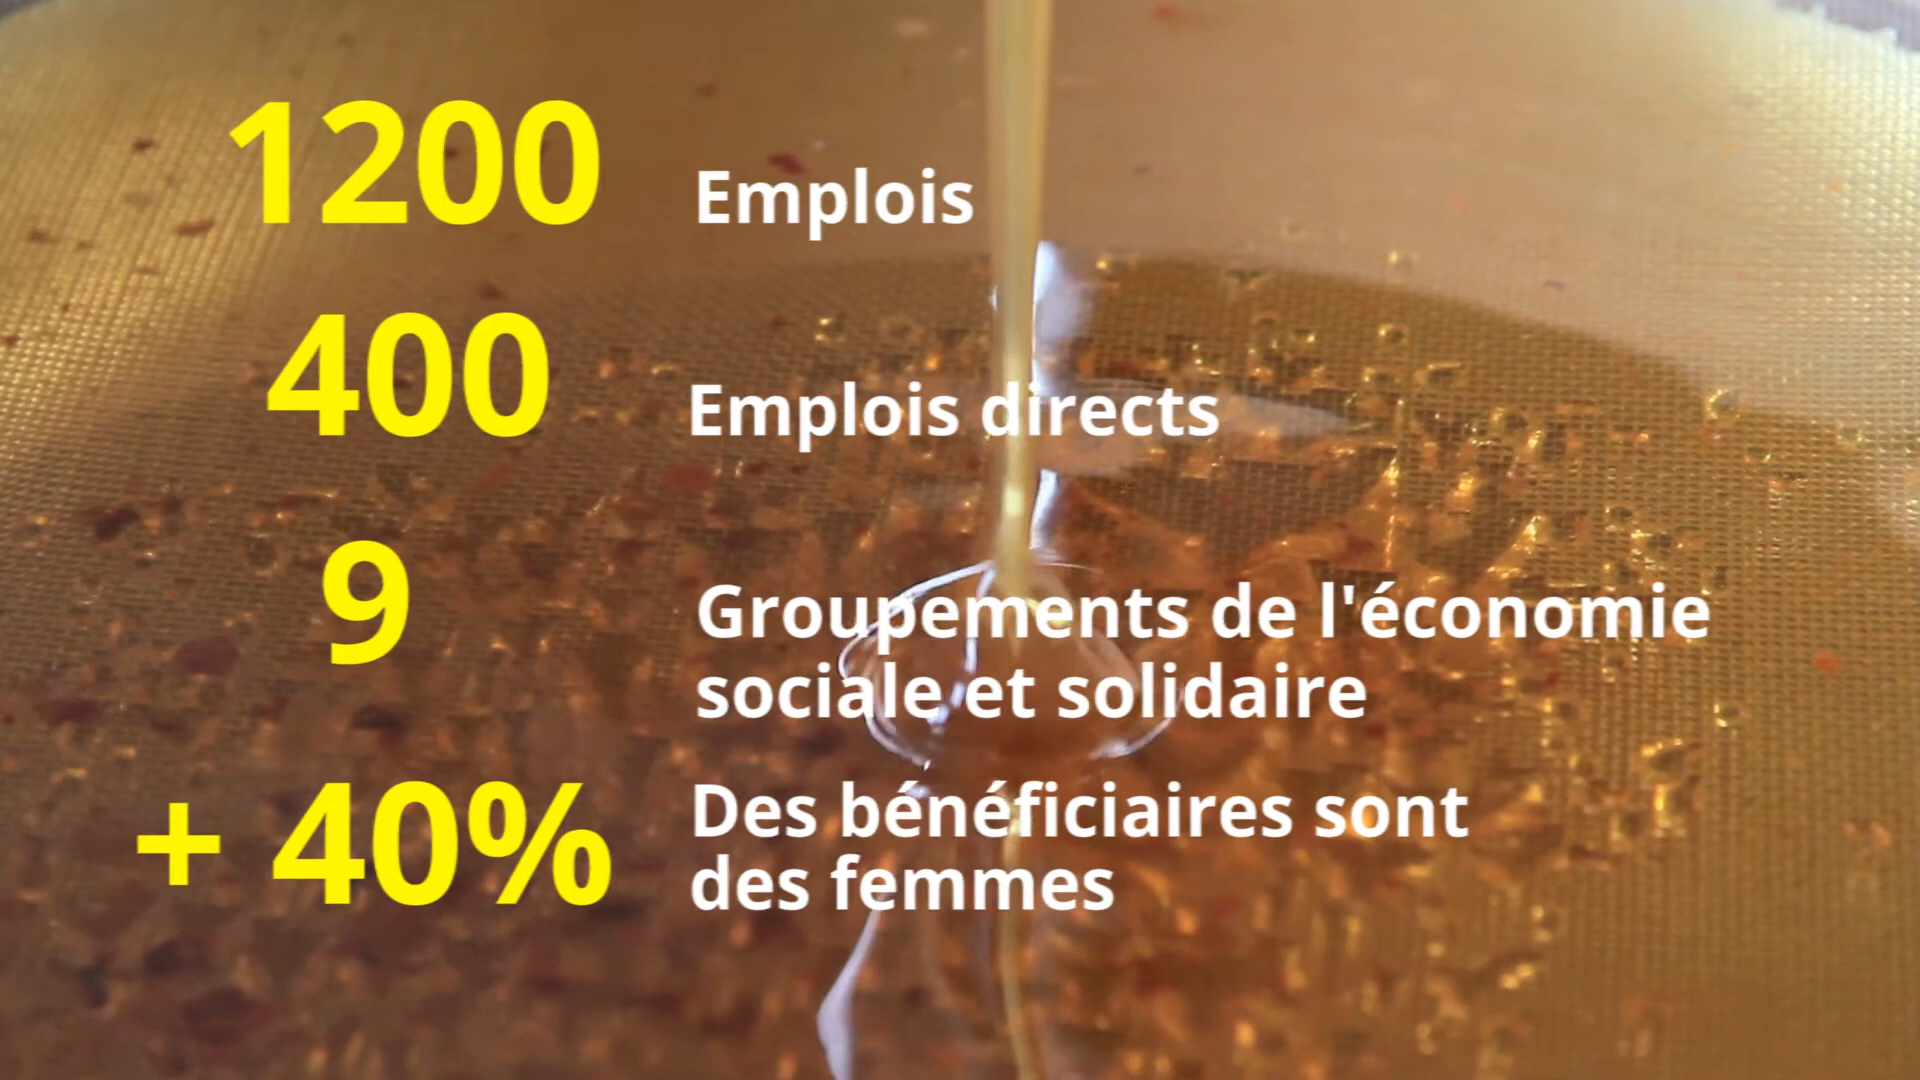 1200 Emplois
400 Emplois directs
9 Groupements de l'économie
sociale et solidaire
+ 40% Des bénéficiaires sont
des femmes